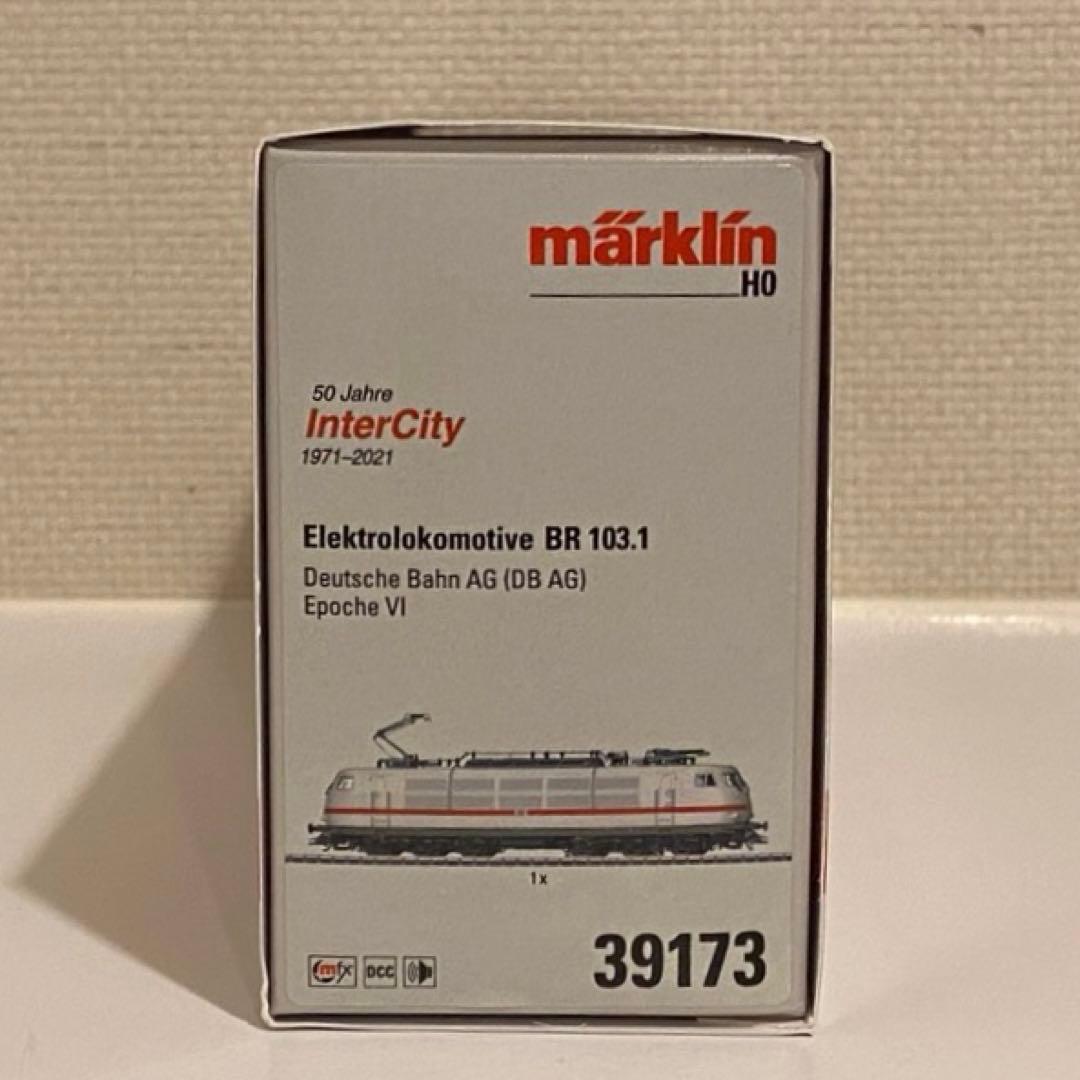 märklín
H0
50 Jahre
InterCity
1971–2021
Elektrolokomotive BR 103.1
Deutsche Bahn AG (DB AG)
Epoche VI
1x
mfx DCC
39173